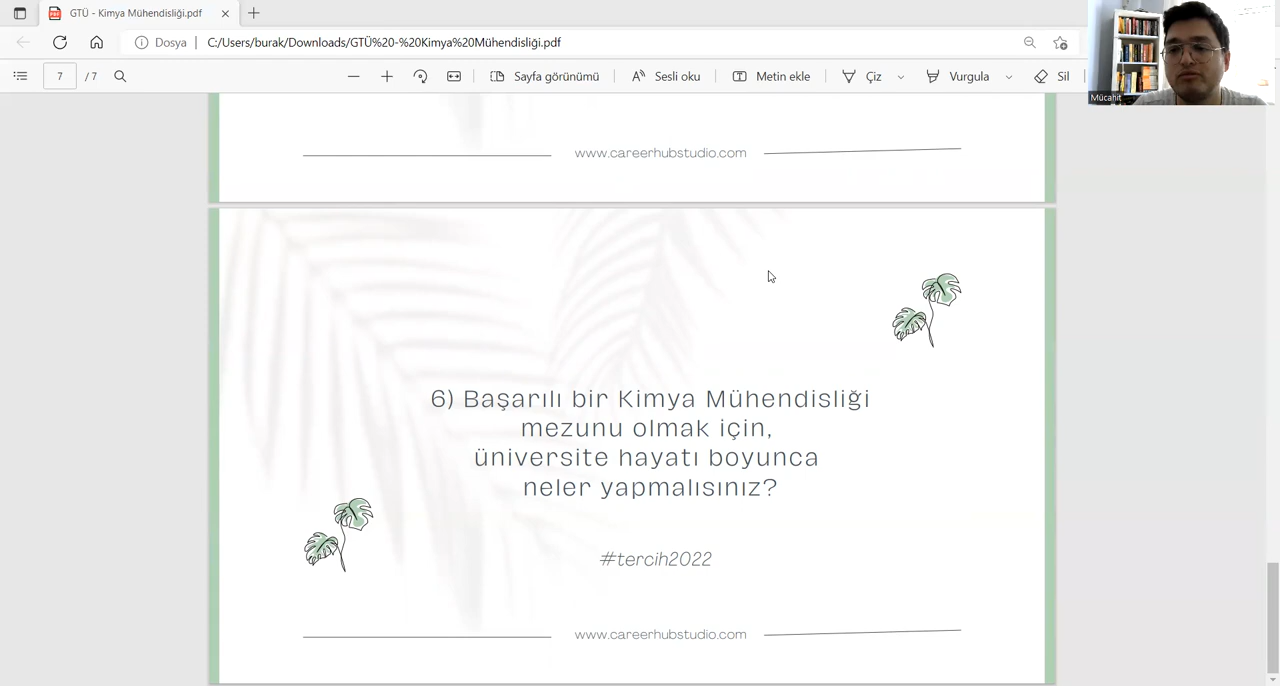 GTÜ - Kimya Mühendisliği.pdf
Dosya
C:/Users/burak/Downloads/GTÜ%20-%20Kimya%20Mühendisliği.pdf
7 / 7
Sayfa görünümü
Sesli oku
Metin ekle
Çiz
Vurgula
Sil
Mücahit
www.careerhubstudio.com
6) Başarılı bir Kimya Mühendisliği
mezunu olmak için,
üniversite hayatı boyunca
neler yapmalısınız?
#tercih2022
www.careerhubstudio.com